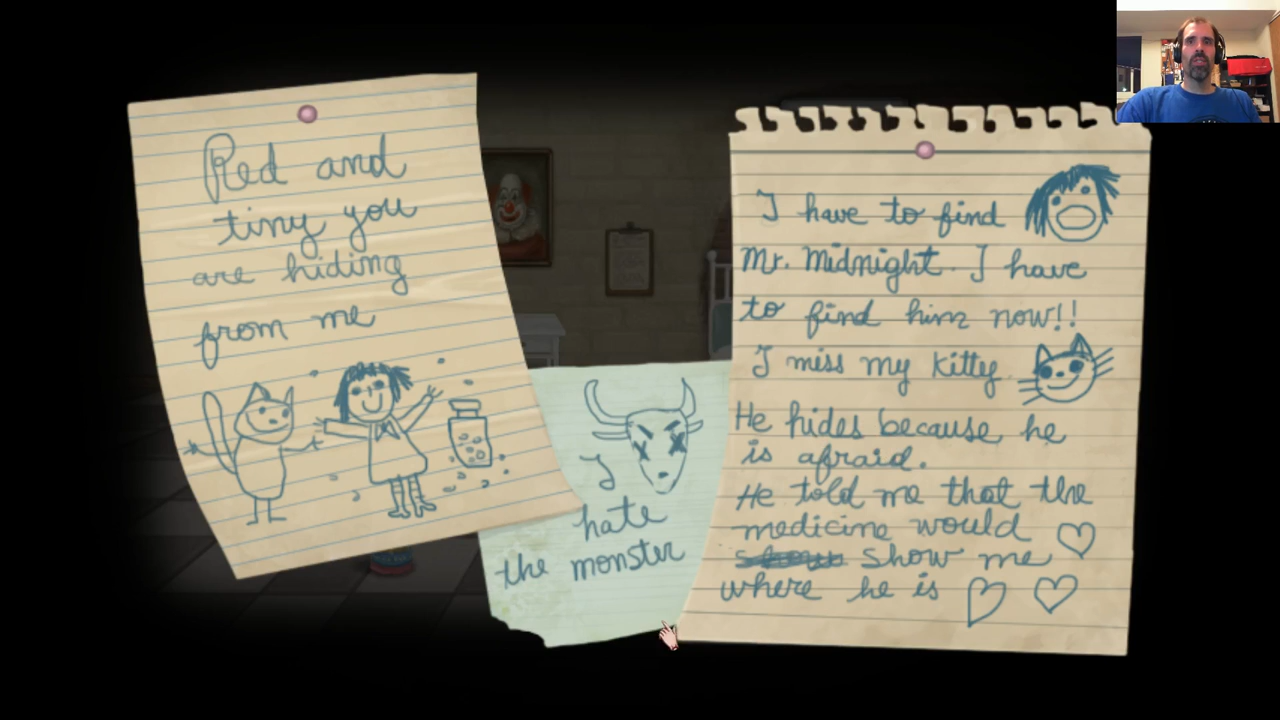 Red and
tiny you
are hiding
from me
I
hate
the monster
I have to find
Mr. Midnight. I have
to find him now!!
I miss my kitty
He hides because he
is afraid.
He told me that the
medicine would
show me
where he is